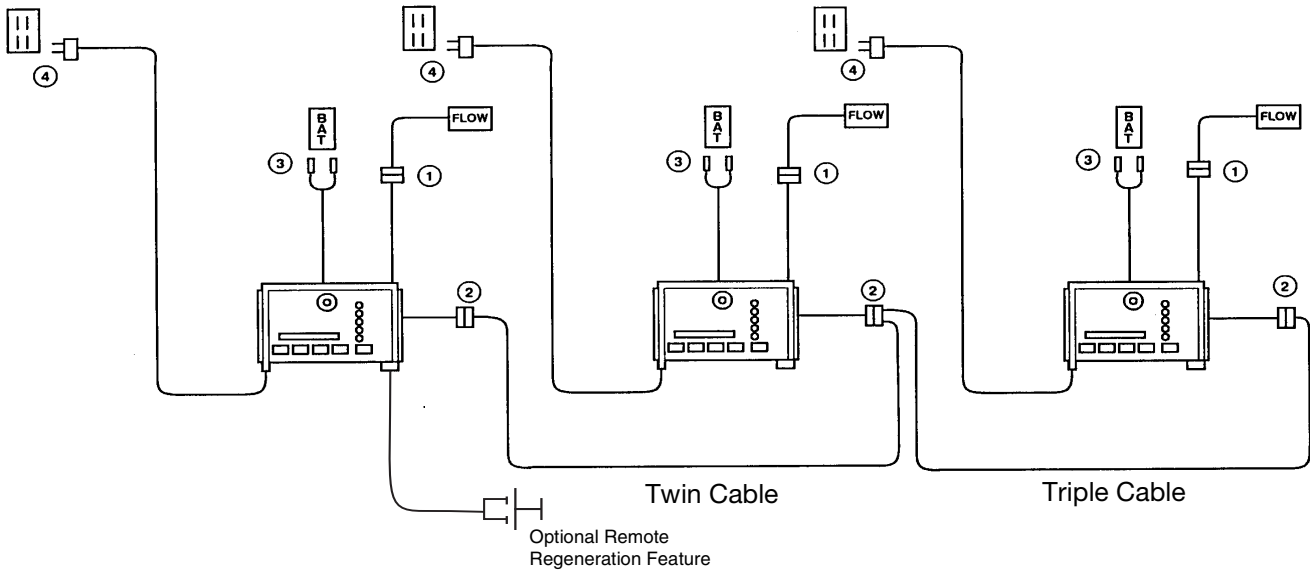 4
4
4
BAT
FLOW
BAT
FLOW
BAT
FLOW
3
1
3
1
3
1
2
2
2
Twin Cable
Triple Cable
Optional Remote
Regeneration Feature